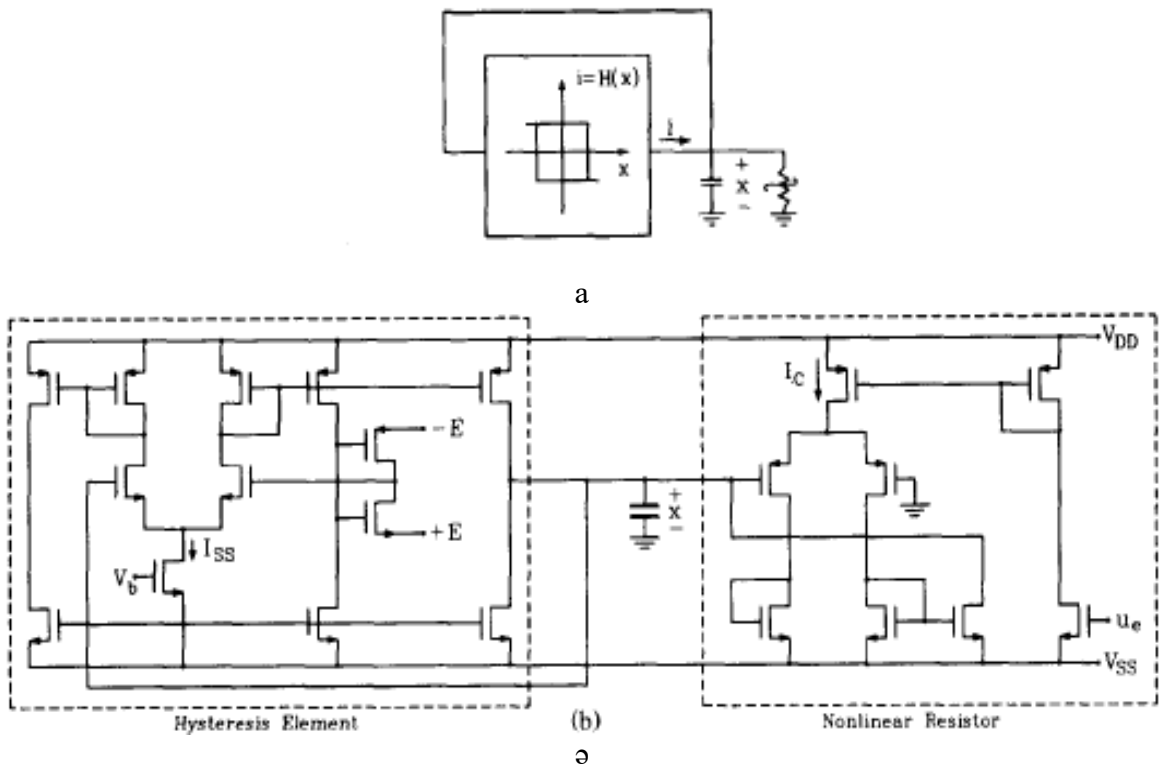 i=H(x)
x
i
+
x
−
a
V_DD
I_C
−E
+
x
−
+E
I_SS
V_b
u_e
V_SS
Hysteresis Element
(b)
Nonlinear Resistor
ə